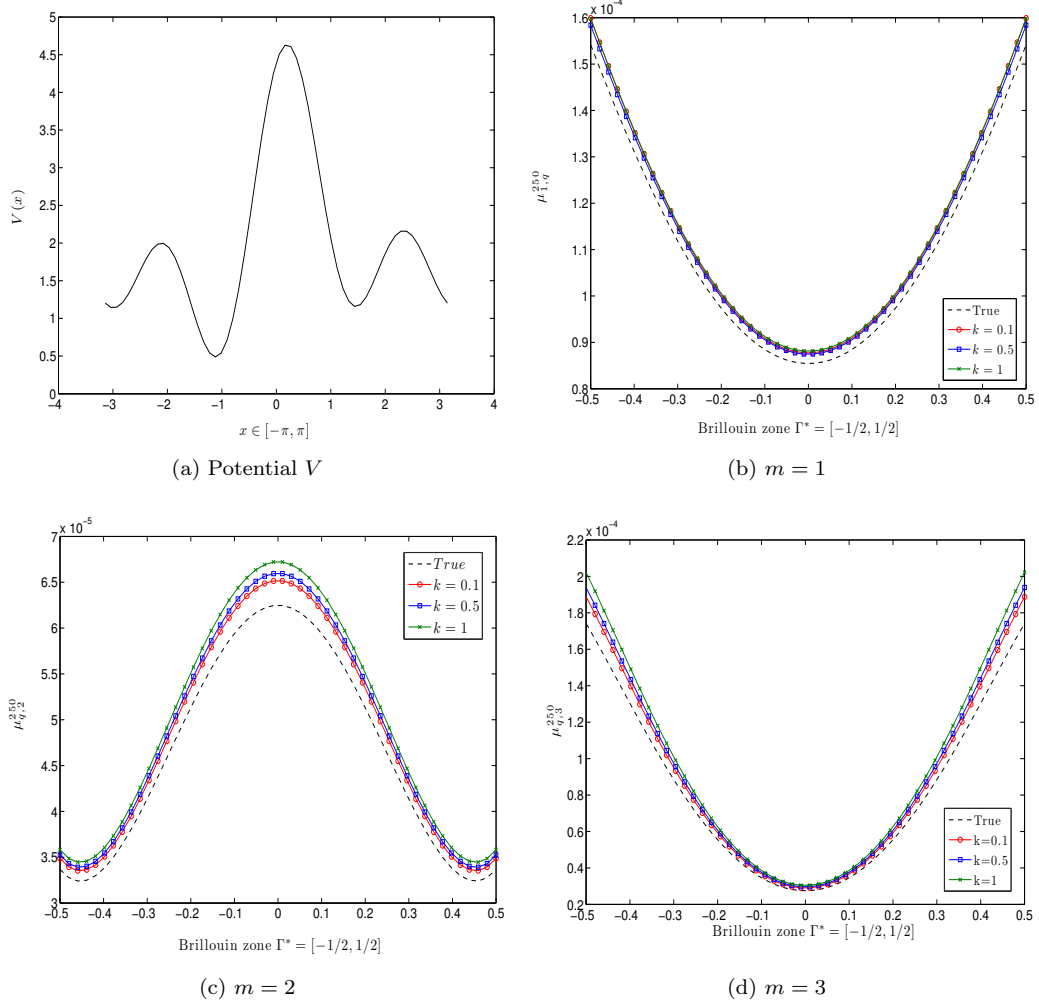 5
4.5
4
3.5
3
2.5
2
1.5
1
0.5
0
V(x)
−4 −3 −2 −1 0 1 2 3 4
x ∈ [−π, π]
(a) Potential V
x 10⁻⁴
1.6
1.5
1.4
1.3
1.2
1.1
1
0.9
0.8
μ²⁵⁰₁,q
True
k = 0.1
k = 0.5
k = 1
−0.5 −0.4 −0.3 −0.2 −0.1 0 0.1 0.2 0.3 0.4 0.5
Brillouin zone Γ* = [−1/2, 1/2]
(b) m = 1
x 10⁻⁵
7
6.5
6
5.5
5
4.5
4
3.5
3
μ²⁵⁰q,2
True
k = 0.1
k = 0.5
k = 1
−0.5 −0.4 −0.3 −0.2 −0.1 0 0.1 0.2 0.3 0.4 0.5
Brillouin zone Γ* = [−1/2, 1/2]
(c) m = 2
x 10⁻⁴
2.2
2
1.8
1.6
1.4
1.2
1
0.8
0.6
0.4
0.2
μ²⁵⁰q,3
True
k=0.1
k=0.5
k=1
−0.5 −0.4 −0.3 −0.2 −0.1 0 0.1 0.2 0.3 0.4 0.5
Brillouin zone Γ* = [−1/2, 1/2]
(d) m = 3